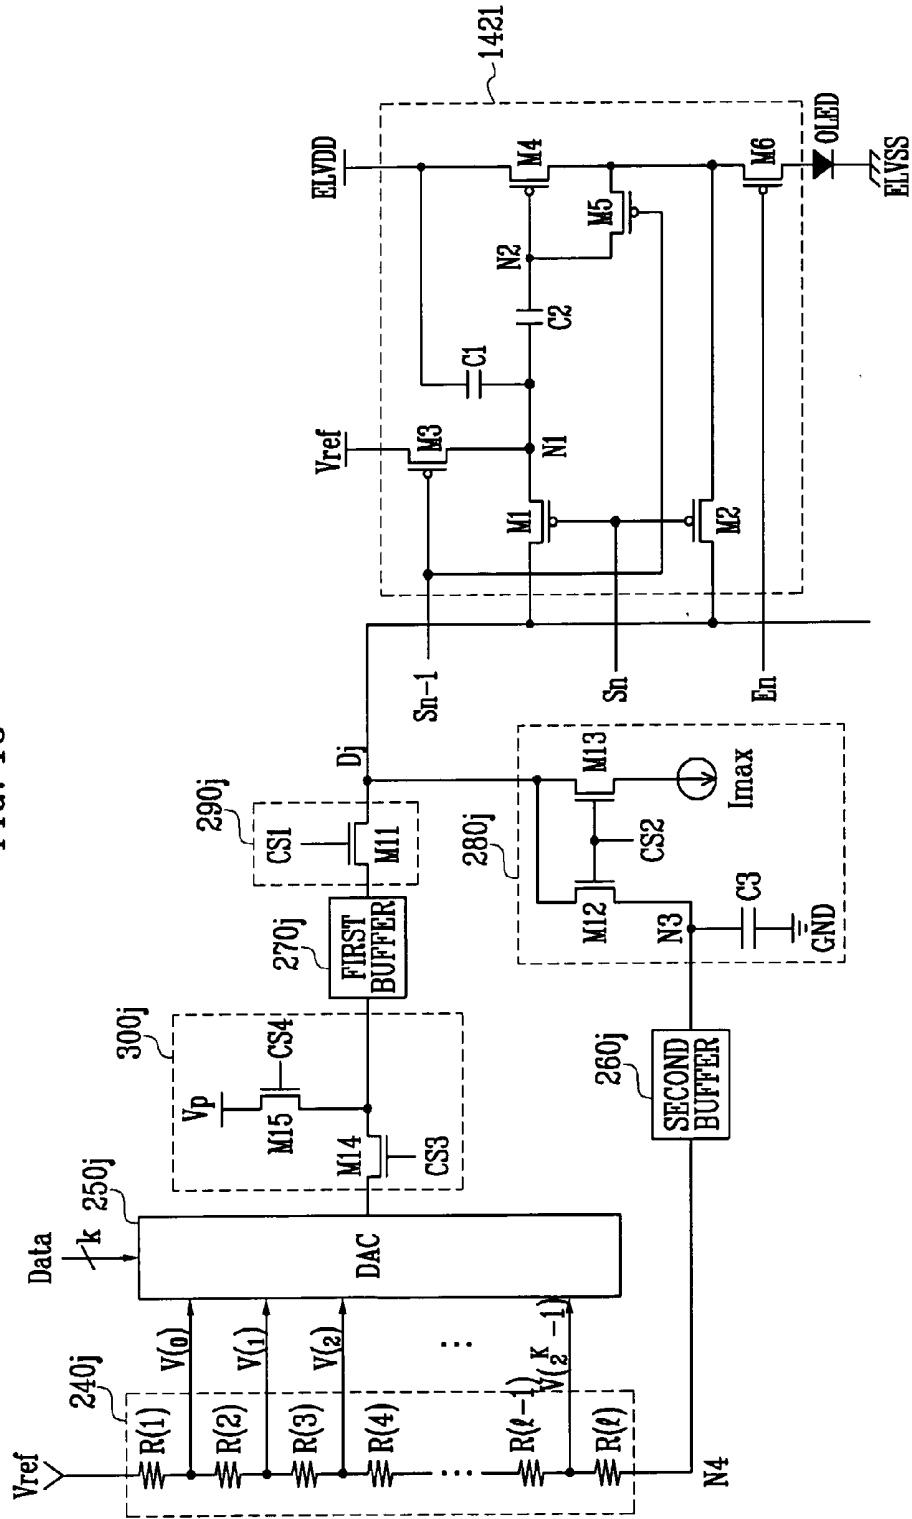 Vref
240j
R(1)
R(2)
R(3)
R(4)
...
R(ℓ-1)
R(ℓ)
N4
V(0)
V(1)
V(2)
...
V(2^K-1)
Data
k
250j
DAC
300j
Vp
M15
CS4
M14
CS3
270j
FIRST
BUFFER
260j
SECOND
BUFFER
290j
CS1
M11
Dj
280j
M12
M13
CS2
N3
C3
GND
Imax
Sn-1
Sn
En
Vref
M3
M1
N1
C1
C2
N2
M2
ELVDD
M4
M5
M6
OLED
ELVSS
1421